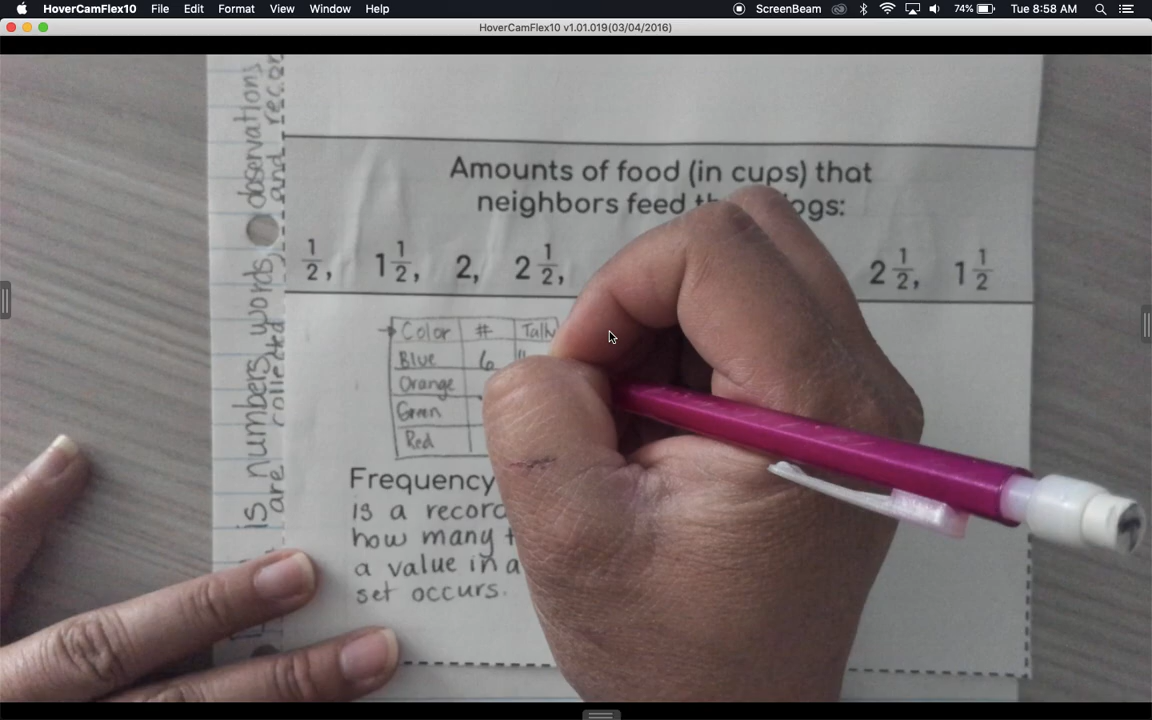 HoverCamFlex10 File Edit Format View Window Help ScreenBeam 74% Tue 8:58 AM
HoverCamFlex10 v1.01.019(03/04/2016)
observations
and recor
is numbers, words,
are collected
Amounts of food (in cups) that
neighbors feed ogs:
1/2, 1 1/2, 2, 2 1/2, 2 1/2, 1 1/2
Color # Tally
Blue 6
Orange
Green
Red
Frequency
is a record
how many
a value in a
set occurs.